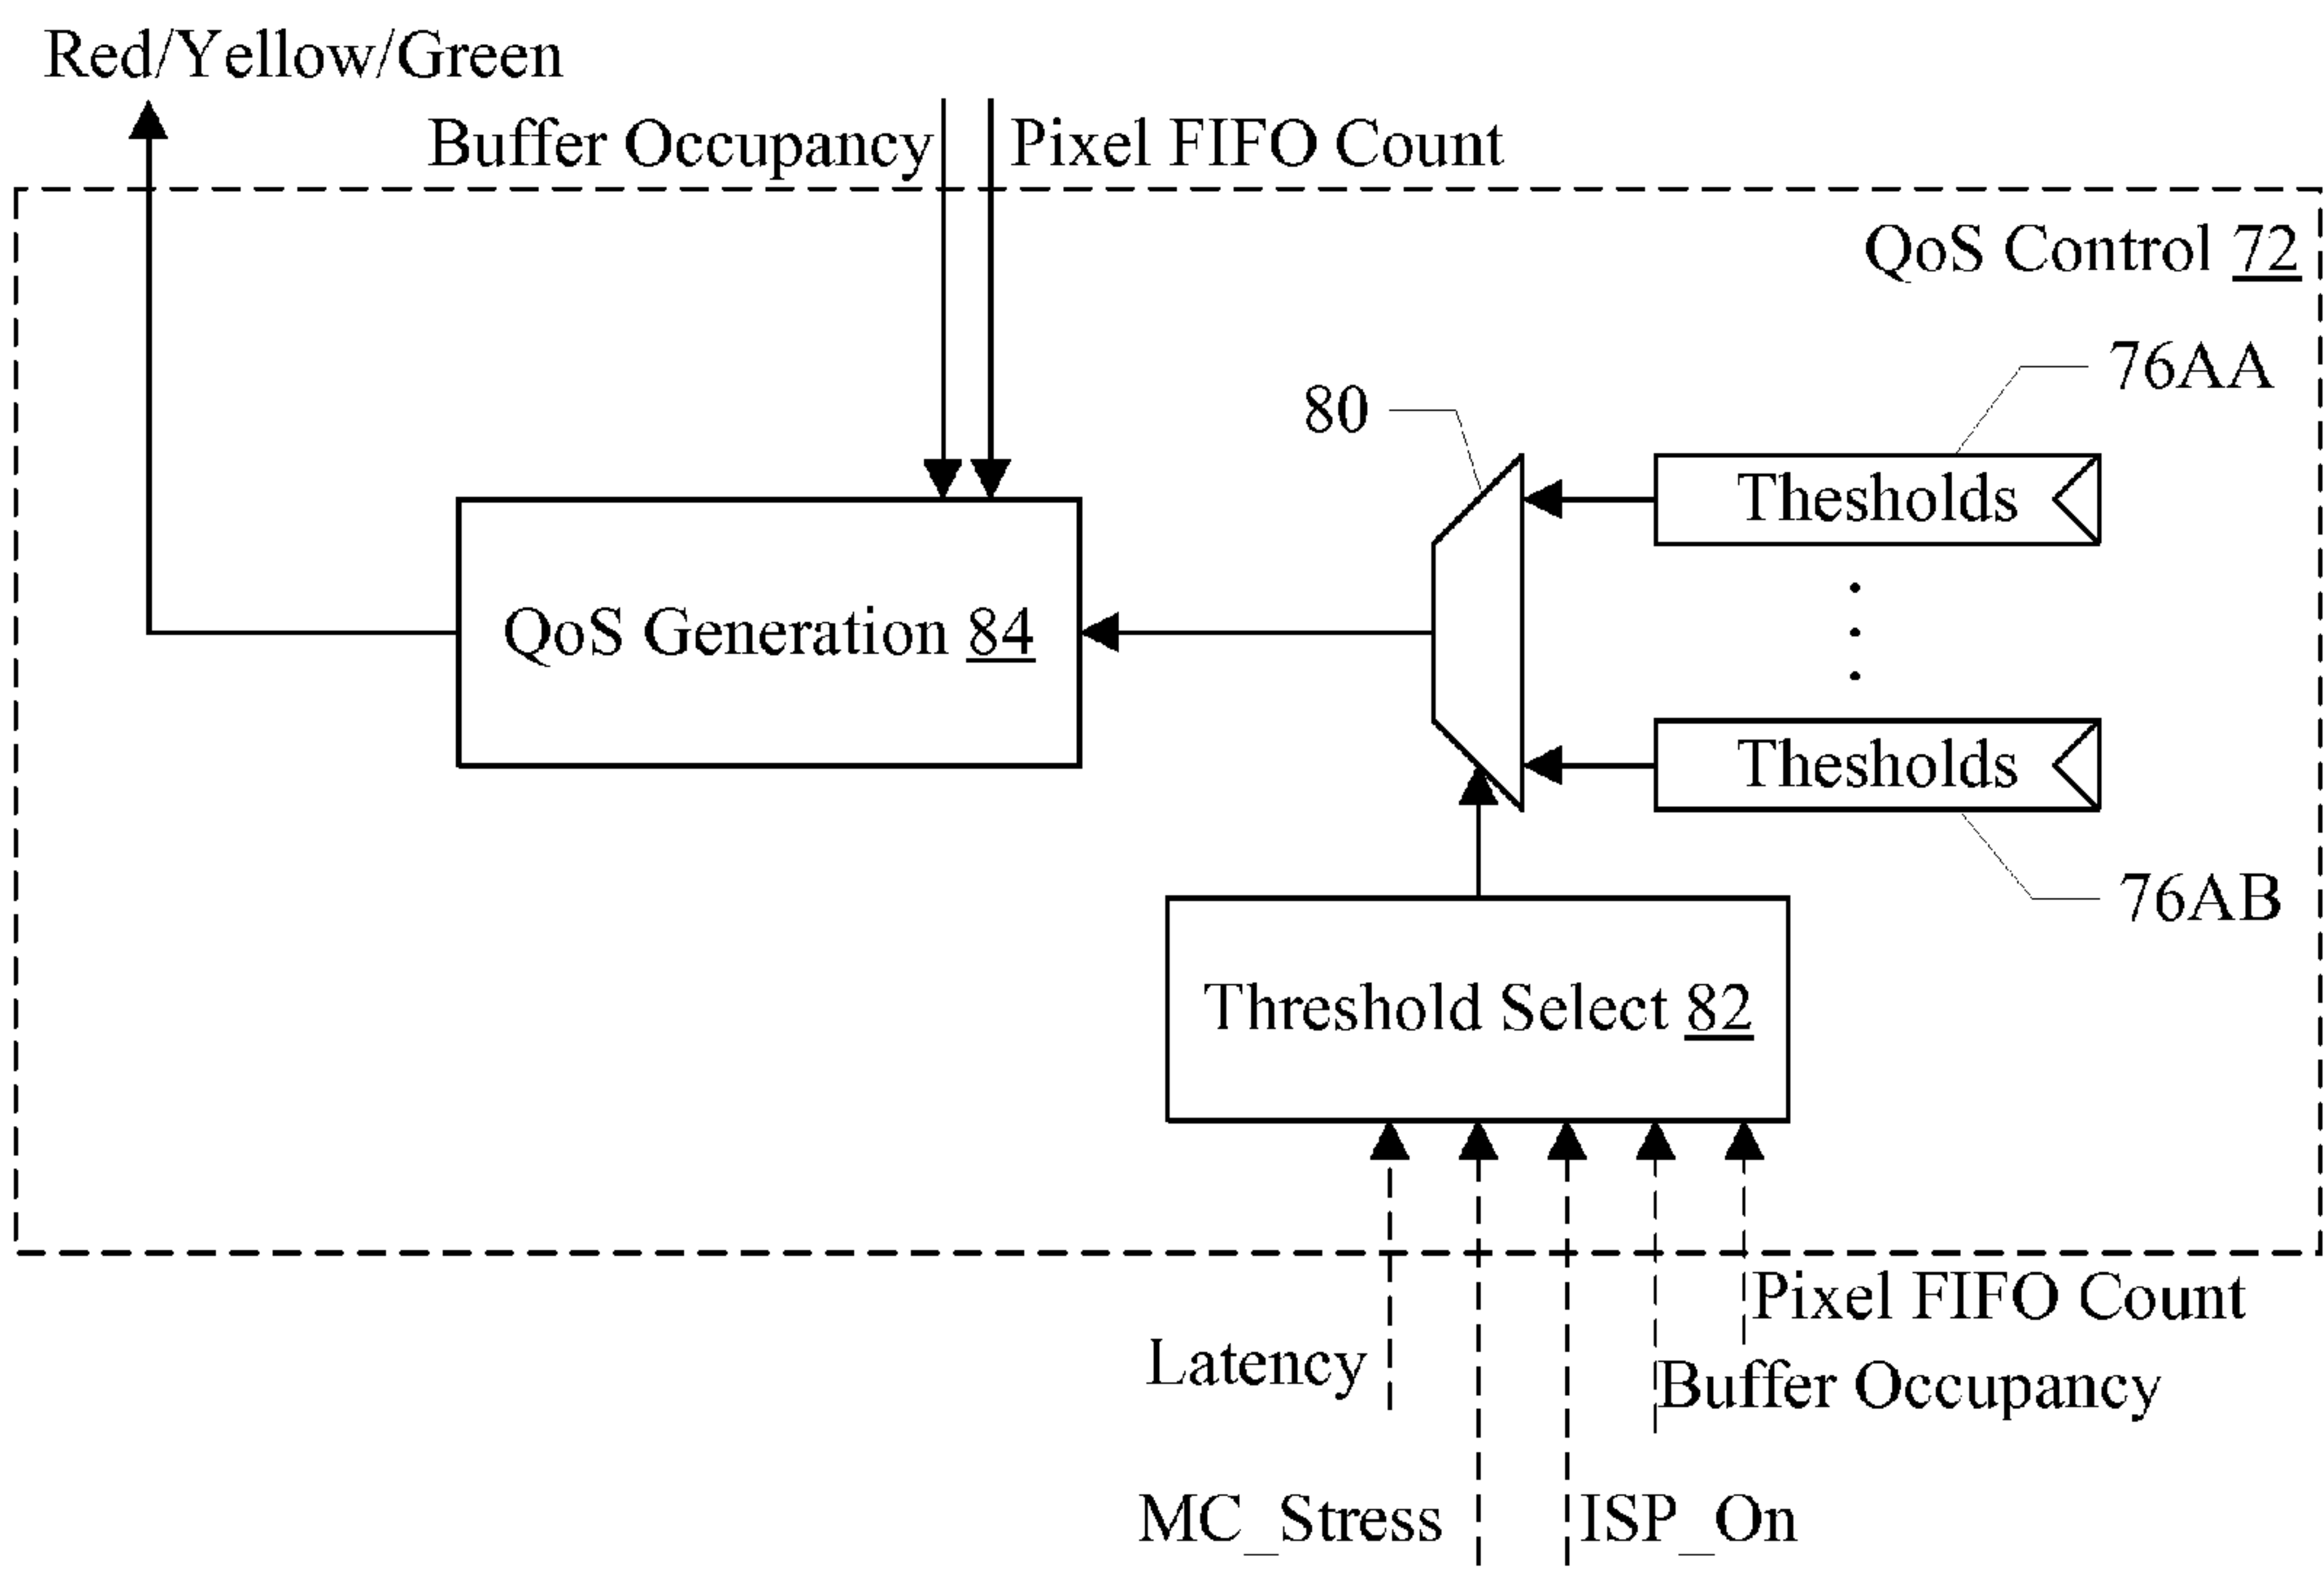 Red/Yellow/Green
Buffer Occupancy
Pixel FIFO Count
QoS Control 72
76AA
80
Thesholds
QoS Generation 84
Thesholds
76AB
Threshold Select 82
Pixel FIFO Count
Latency
Buffer Occupancy
MC_Stress
ISP_On